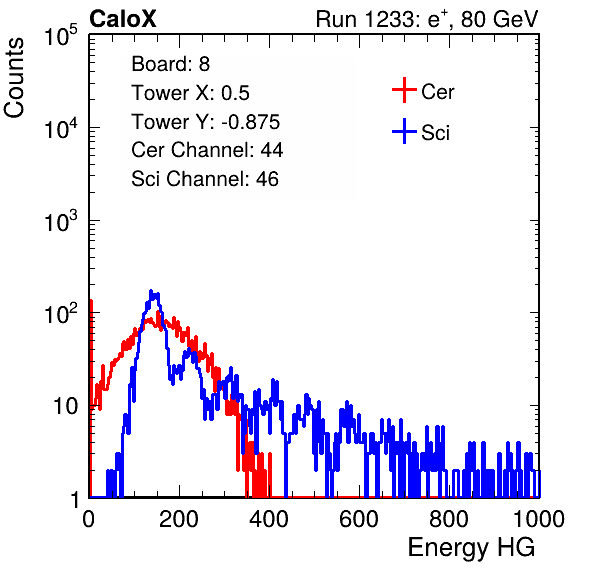 CaloX Run 1233: e⁺, 80 GeV
Counts
Board: 8
Tower X: 0.5
Tower Y: -0.875
Cer Channel: 44
Sci Channel: 46
Cer
Sci
10⁵
10⁴
10³
10²
10
1
0 200 400 600 800 1000
Energy HG